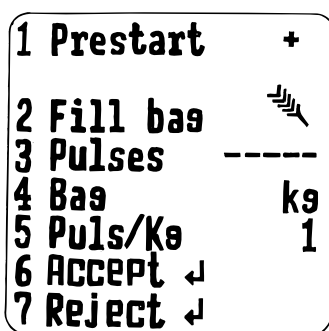 1 Prestart +
2 Fill bag
3 Pulses -----
4 Bag kg
5 Puls/Kg 1
6 Accept ↲
7 Reject ↲